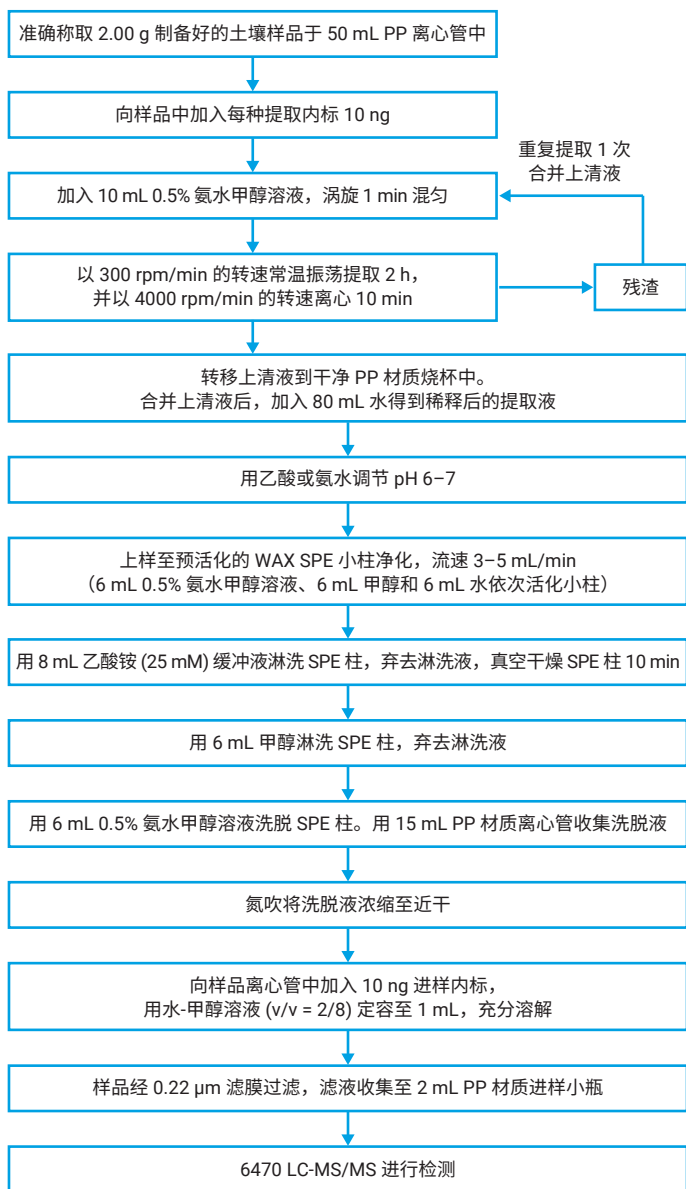 准确称取 2.00 g 制备好的土壤样品于 50 mL PP 离心管中
向样品中加入每种提取内标 10 ng
重复提取 1 次
合并上清液
加入 10 mL 0.5% 氨水甲醇溶液，涡旋 1 min 混匀
以 300 rpm/min 的转速常温振荡提取 2 h，
并以 4000 rpm/min 的转速离心 10 min
残渣
转移上清液到干净 PP 材质烧杯中。
合并上清液后，加入 80 mL 水得到稀释后的提取液
用乙酸或氨水调节 pH 6–7
上样至预活化的 WAX SPE 小柱净化，流速 3–5 mL/min
（6 mL 0.5% 氨水甲醇溶液、6 mL 甲醇和 6 mL 水依次活化小柱）
用 8 mL 乙酸铵 (25 mM) 缓冲液淋洗 SPE 柱，弃去淋洗液，真空干燥 SPE 柱 10 min
用 6 mL 甲醇淋洗 SPE 柱，弃去淋洗液
用 6 mL 0.5% 氨水甲醇溶液洗脱 SPE 柱。用 15 mL PP 材质离心管收集洗脱液
氮吹将洗脱液浓缩至近干
向样品离心管中加入 10 ng 进样内标，
用水-甲醇溶液 (v/v = 2/8) 定容至 1 mL，充分溶解
样品经 0.22 µm 滤膜过滤，滤液收集至 2 mL PP 材质进样小瓶
6470 LC-MS/MS 进行检测